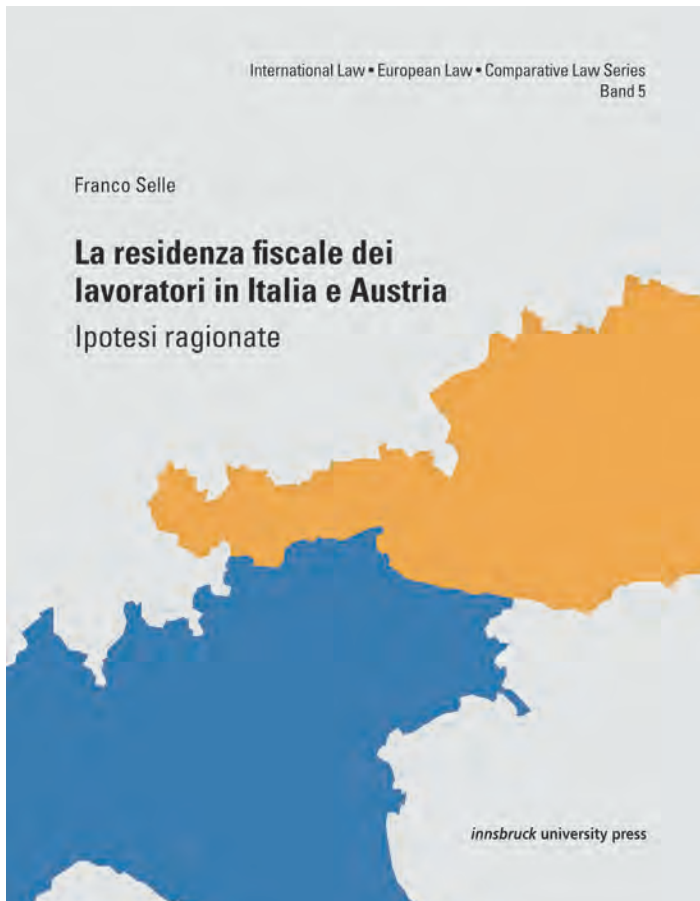 International Law • European Law • Comparative Law Series
Band 5
Franco Selle
La residenza fiscale dei
lavoratori in Italia e Austria
Ipotesi ragionate
innsbruck university press